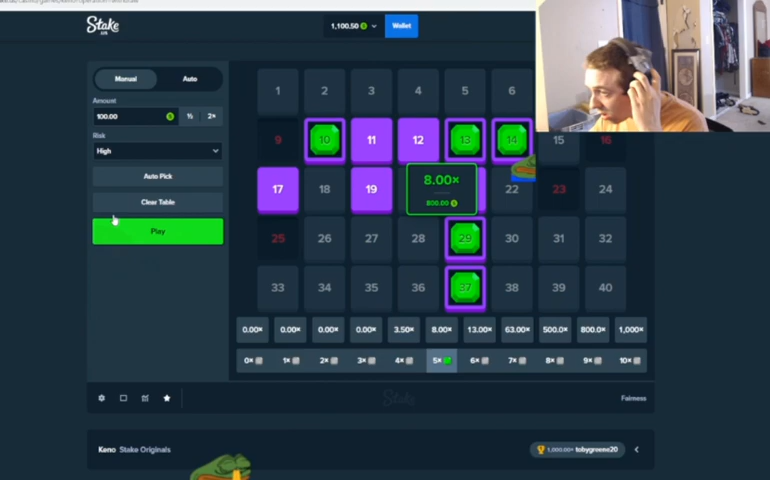 Stake
.US
1,100.50
Wallet
Manual
Auto
Amount
100.00
½
2×
Risk
High
Auto Pick
Clear Table
Play
1 2 3 4 5 6
9 10 11 12 13 14 15 16
17 18 19 22 23 24
25 26 27 28 29 30 31 32
33 34 35 36 37 38 39 40
8.00×
800.00
0.00× 0.00× 0.00× 0.00× 3.50× 8.00× 13.00× 63.00× 500.0× 800.0× 1,000×
0× 1× 2× 3× 4× 5× 6× 7× 8× 9× 10×
Stake
Fairness
Keno Stake Originals
1,000.00× tobygreene20